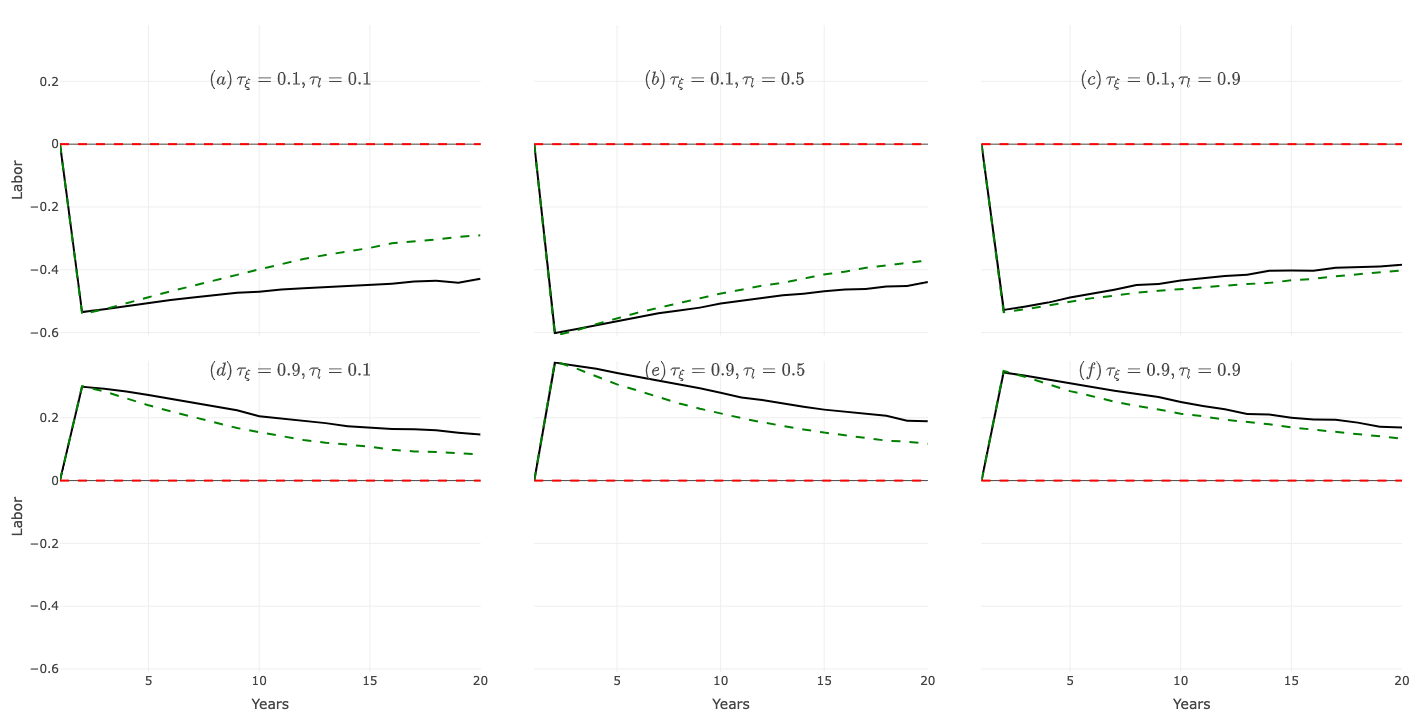 (a) τ_ξ = 0.1, τ_l = 0.1
(b) τ_ξ = 0.1, τ_l = 0.5
(c) τ_ξ = 0.1, τ_l = 0.9
0.2
0
−0.2
−0.4
−0.6
Labor
(d) τ_ξ = 0.9, τ_l = 0.1
(e) τ_ξ = 0.9, τ_l = 0.5
(f) τ_ξ = 0.9, τ_l = 0.9
0.2
0
−0.2
−0.4
−0.6
Labor
5 10 15 20
5 10 15 20
5 10 15 20
Years
Years
Years